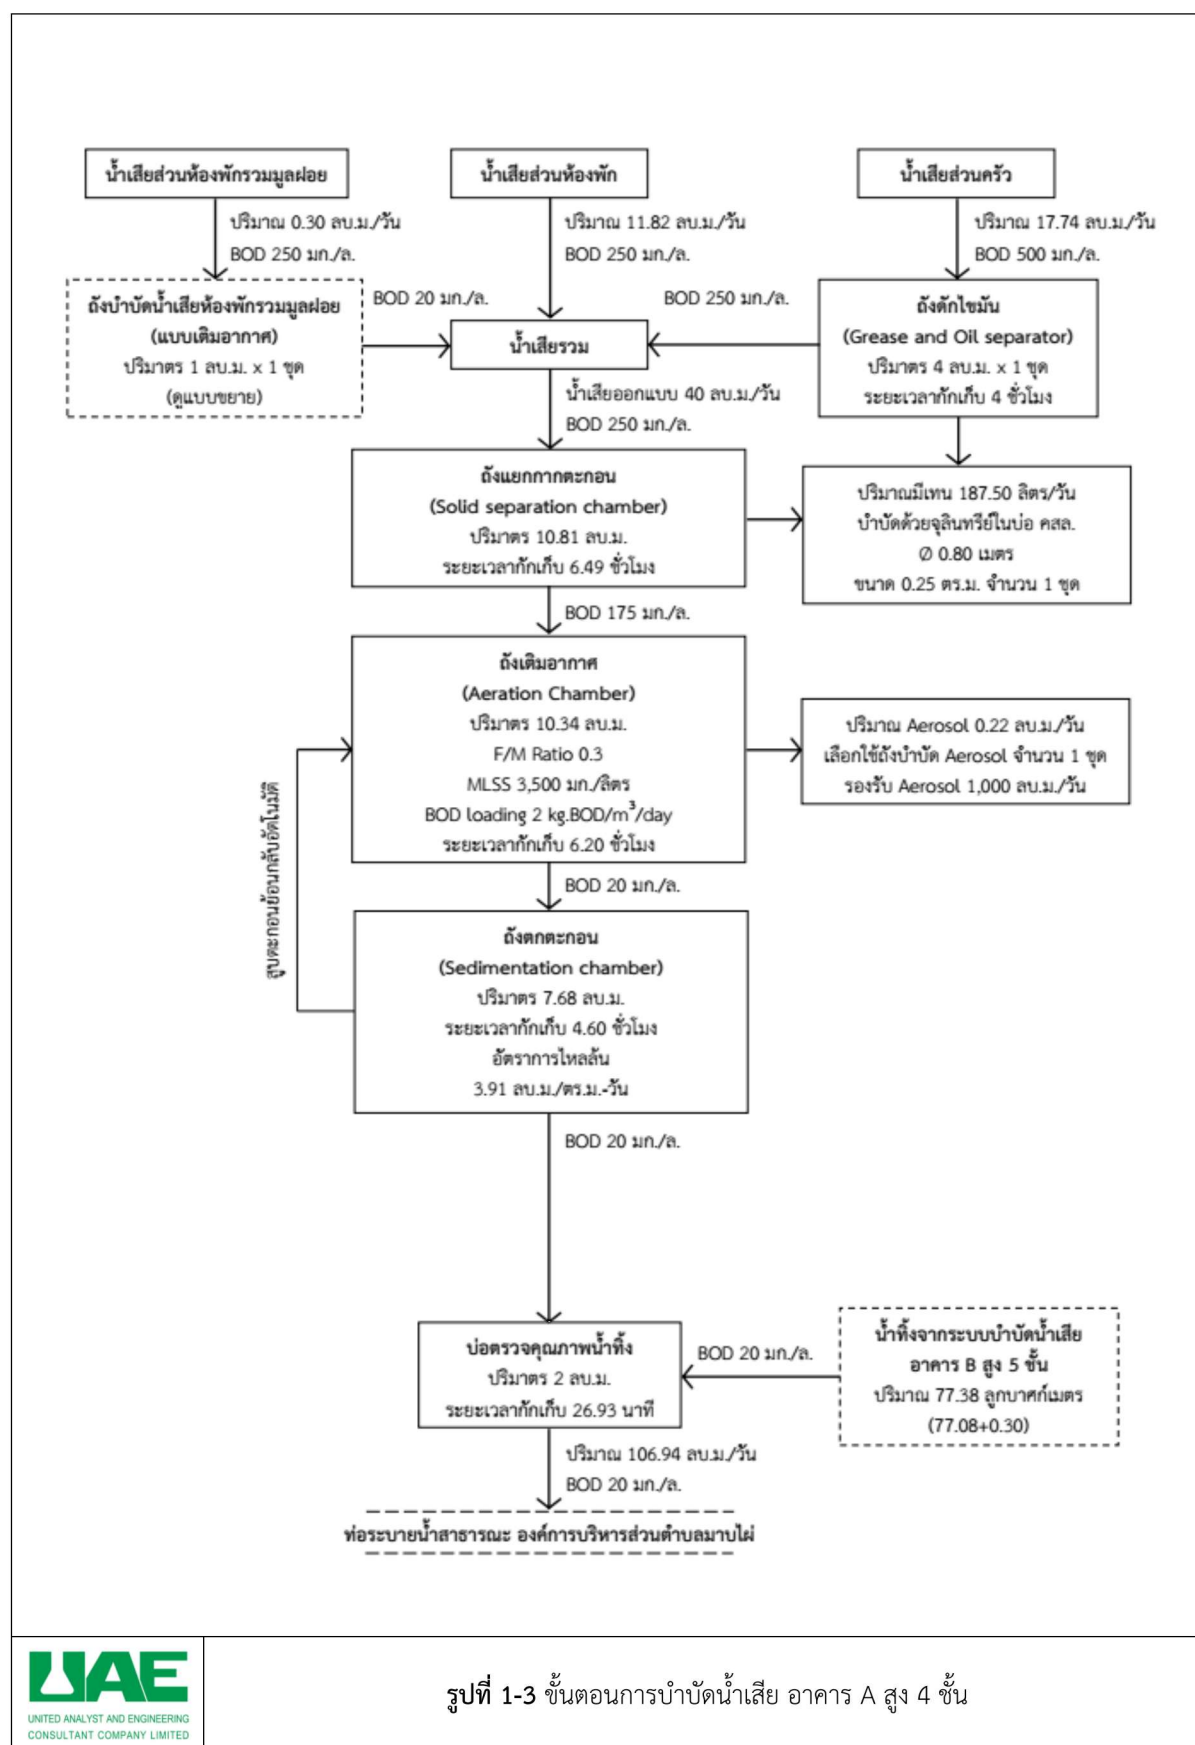 น้ำเสียส่วนห้องพักรวมมูลฝอย
น้ำเสียส่วนห้องพัก
น้ำเสียส่วนครัว
ปริมาณ 0.30 ลบ.ม./วัน
BOD 250 มก./ล.
ปริมาณ 11.82 ลบ.ม./วัน
BOD 250 มก./ล.
ปริมาณ 17.74 ลบ.ม./วัน
BOD 500 มก./ล.
ถังบำบัดน้ำเสียห้องพักรวมมูลฝอย
(แบบเติมอากาศ)
ปริมาตร 1 ลบ.ม. x 1 ชุด
(ดูแบบขยาย)
BOD 20 มก./ล.
น้ำเสียรวม
BOD 250 มก./ล.
ถังดักไขมัน
(Grease and Oil separator)
ปริมาตร 4 ลบ.ม. x 1 ชุด
ระยะเวลากักเก็บ 4 ชั่วโมง
น้ำเสียออกแบบ 40 ลบ.ม./วัน
BOD 250 มก./ล.
ถังแยกกากตะกอน
(Solid separation chamber)
ปริมาตร 10.81 ลบ.ม.
ระยะเวลากักเก็บ 6.49 ชั่วโมง
ปริมาณมีเทน 187.50 ลิตร/วัน
บำบัดด้วยจุลินทรีย์ในบ่อ คสล.
Ø 0.80 เมตร
ขนาด 0.25 ตร.ม. จำนวน 1 ชุด
BOD 175 มก./ล.
ถังเติมอากาศ
(Aeration Chamber)
ปริมาตร 10.34 ลบ.ม.
F/M Ratio 0.3
MLSS 3,500 มก./ลิตร
BOD loading 2 kg.BOD/m³/day
ระยะเวลากักเก็บ 6.20 ชั่วโมง
ปริมาณ Aerosol 0.22 ลบ.ม./วัน
เลือกใช้ถังบำบัด Aerosol จำนวน 1 ชุด
รองรับ Aerosol 1,000 ลบ.ม./วัน
สูบตะกอนย้อนกลับอัตโนมัติ
BOD 20 มก./ล.
ถังตกตะกอน
(Sedimentation chamber)
ปริมาตร 7.68 ลบ.ม.
ระยะเวลากักเก็บ 4.60 ชั่วโมง
อัตราการไหลล้น
3.91 ลบ.ม./ตร.ม.-วัน
BOD 20 มก./ล.
บ่อตรวจคุณภาพน้ำทิ้ง
ปริมาตร 2 ลบ.ม.
ระยะเวลากักเก็บ 26.93 นาที
BOD 20 มก./ล.
น้ำทิ้งจากระบบบำบัดน้ำเสีย
อาคาร B สูง 5 ชั้น
ปริมาณ 77.38 ลูกบาศก์เมตร
(77.08+0.30)
ปริมาณ 106.94 ลบ.ม./วัน
BOD 20 มก./ล.
ท่อระบายน้ำสาธารณะ องค์การบริหารส่วนตำบลมาบไผ่
UAE
UNITED ANALYST AND ENGINEERING
CONSULTANT COMPANY LIMITED
รูปที่ 1-3 ขั้นตอนการบำบัดน้ำเสีย อาคาร A สูง 4 ชั้น